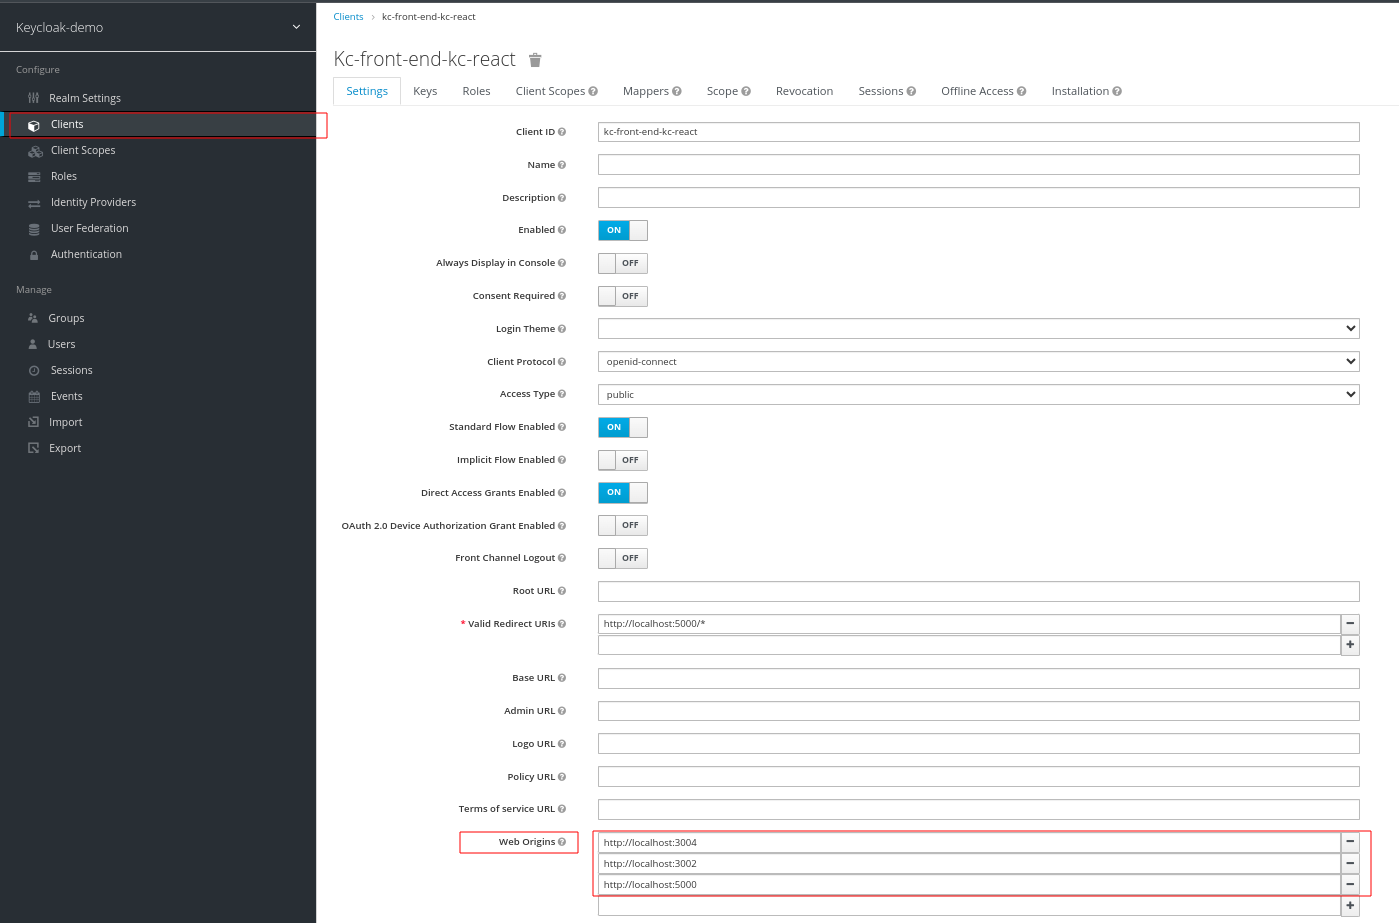 Keycloak-demo
Configure
Realm Settings
Clients
Client Scopes
Roles
Identity Providers
User Federation
Authentication
Manage
Groups
Users
Sessions
Events
Import
Export
Clients › kc-front-end-kc-react
Kc-front-end-kc-react
Settings Keys Roles Client Scopes Mappers Scope Revocation Sessions Offline Access Installation
Client ID kc-front-end-kc-react
Name
Description
Enabled ON
Always Display in Console OFF
Consent Required OFF
Login Theme
Client Protocol openid-connect
Access Type public
Standard Flow Enabled ON
Implicit Flow Enabled OFF
Direct Access Grants Enabled ON
OAuth 2.0 Device Authorization Grant Enabled OFF
Front Channel Logout OFF
Root URL
* Valid Redirect URIs http://localhost:5000/*
Base URL
Admin URL
Logo URL
Policy URL
Terms of service URL
Web Origins http://localhost:3004
http://localhost:3002
http://localhost:5000